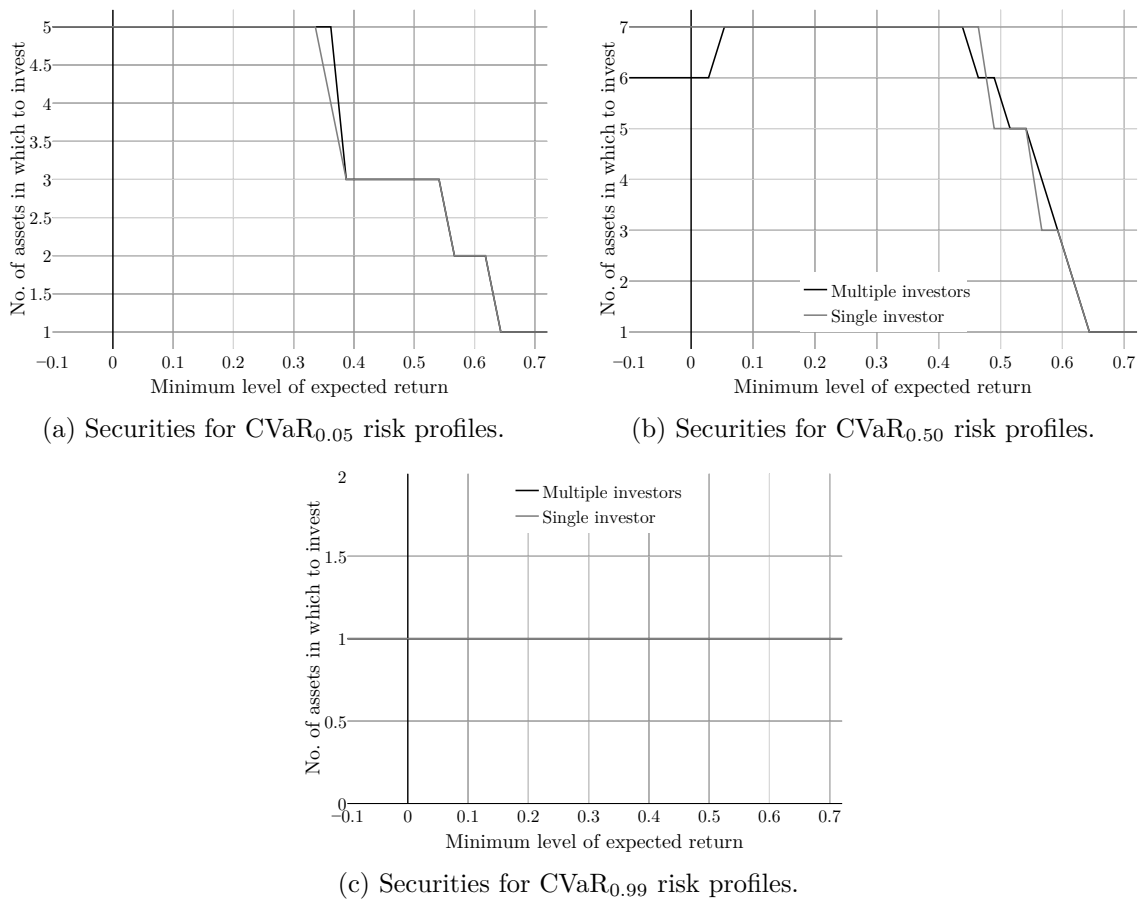 No. of assets in which to invest
5
4.5
4
3.5
3
2.5
2
1.5
1
−0.1 0 0.1 0.2 0.3 0.4 0.5 0.6 0.7
Minimum level of expected return
(a) Securities for CVaR0.05 risk profiles.
No. of assets in which to invest
7
6
5
4
3
2
1
Multiple investors
Single investor
−0.1 0 0.1 0.2 0.3 0.4 0.5 0.6 0.7
Minimum level of expected return
(b) Securities for CVaR0.50 risk profiles.
No. of assets in which to invest
2
1.5
1
0.5
0
Multiple investors
Single investor
−0.1 0 0.1 0.2 0.3 0.4 0.5 0.6 0.7
Minimum level of expected return
(c) Securities for CVaR0.99 risk profiles.